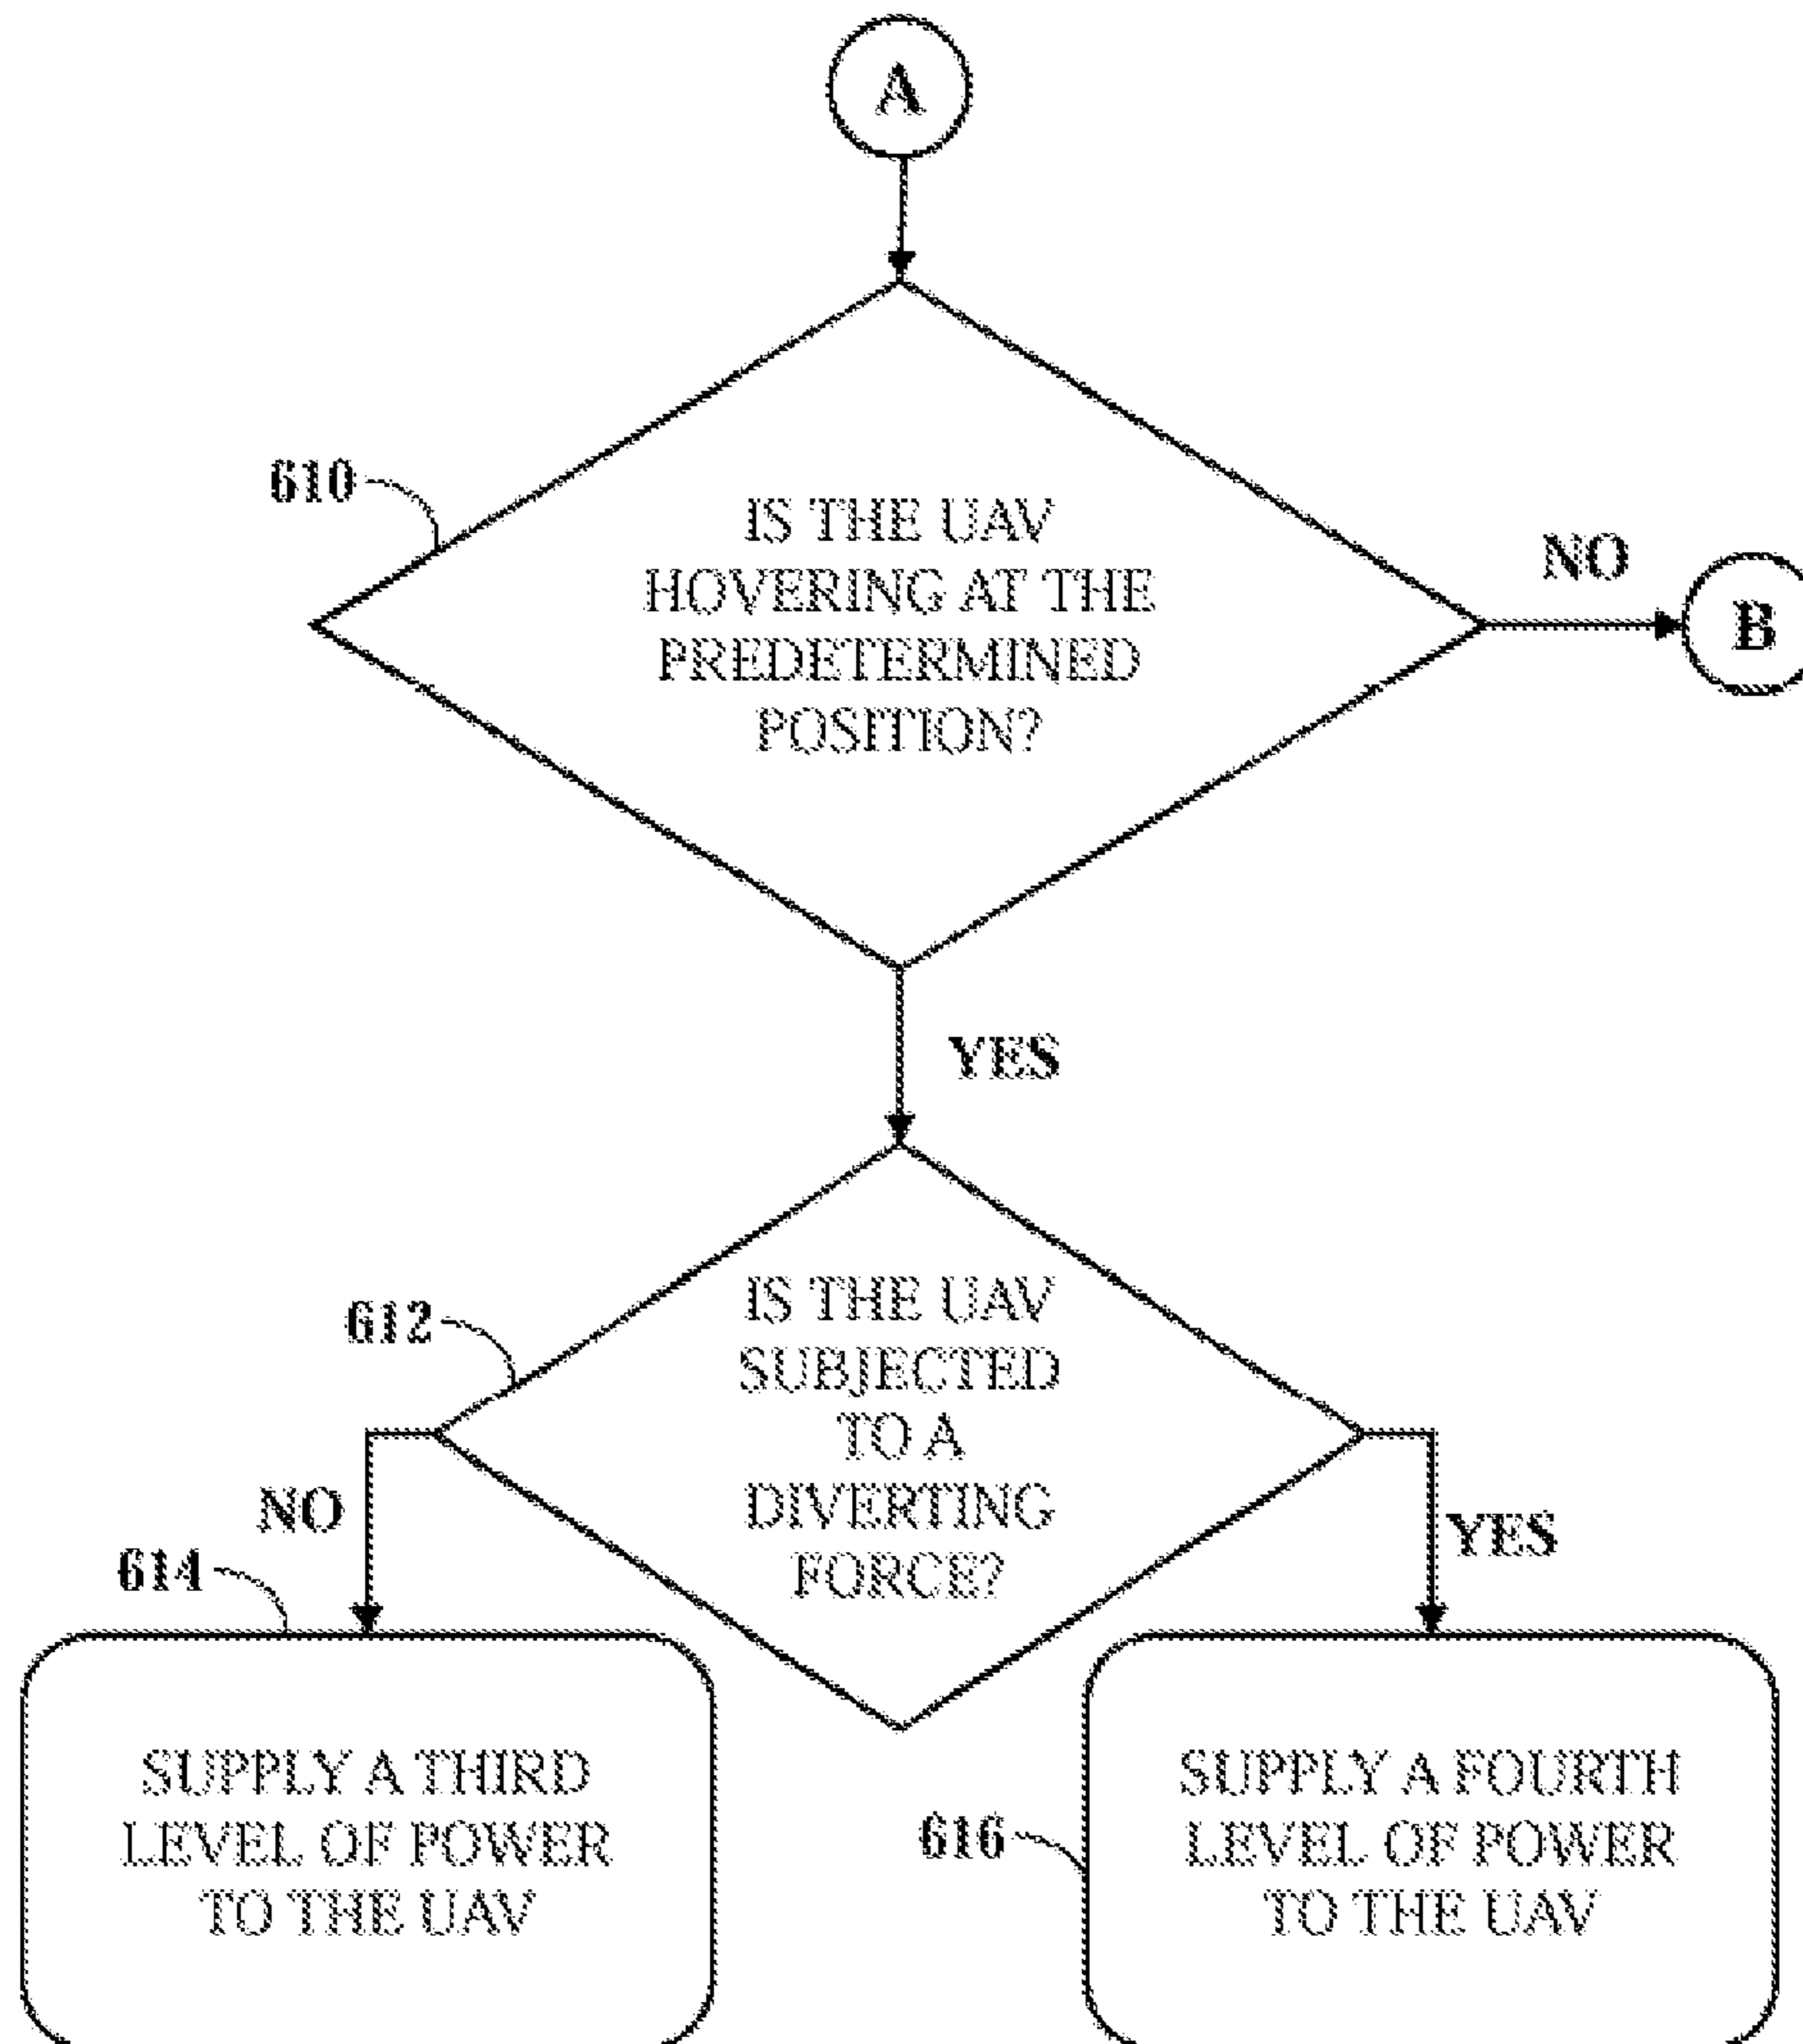 A
610
IS THE UAV
HOVERING AT THE
PREDETERMINED
POSITION?
NO
B
YES
612
IS THE UAV
SUBJECTED
TO A
DIVERTING
FORCE?
NO
YES
614
SUPPLY A THIRD
LEVEL OF POWER
TO THE UAV
616
SUPPLY A FOURTH
LEVEL OF POWER
TO THE UAV